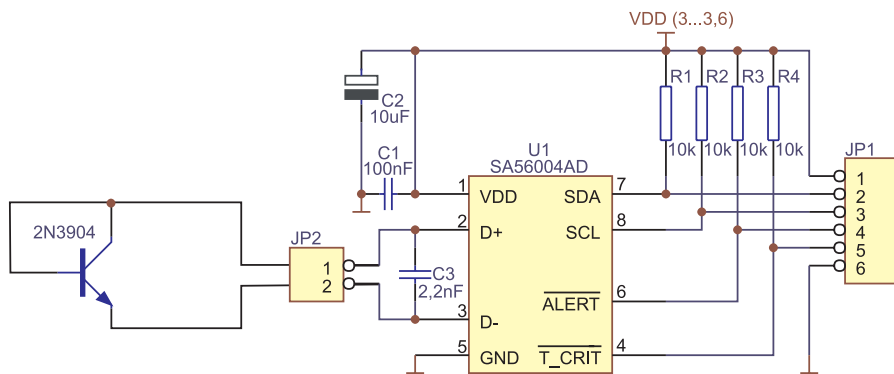 VDD (3...3,6)
R1 R2 R3 R4
C2
10uF
10k 10k 10k 10k
C1
100nF
U1
SA56004AD
JP1
1 VDD SDA 7
1
2
2 D+ SCL 8
3
4
5
6
2N3904
JP2
1
2
C3
2,2nF
ALERT 6
3 D-
5 GND T_CRIT 4